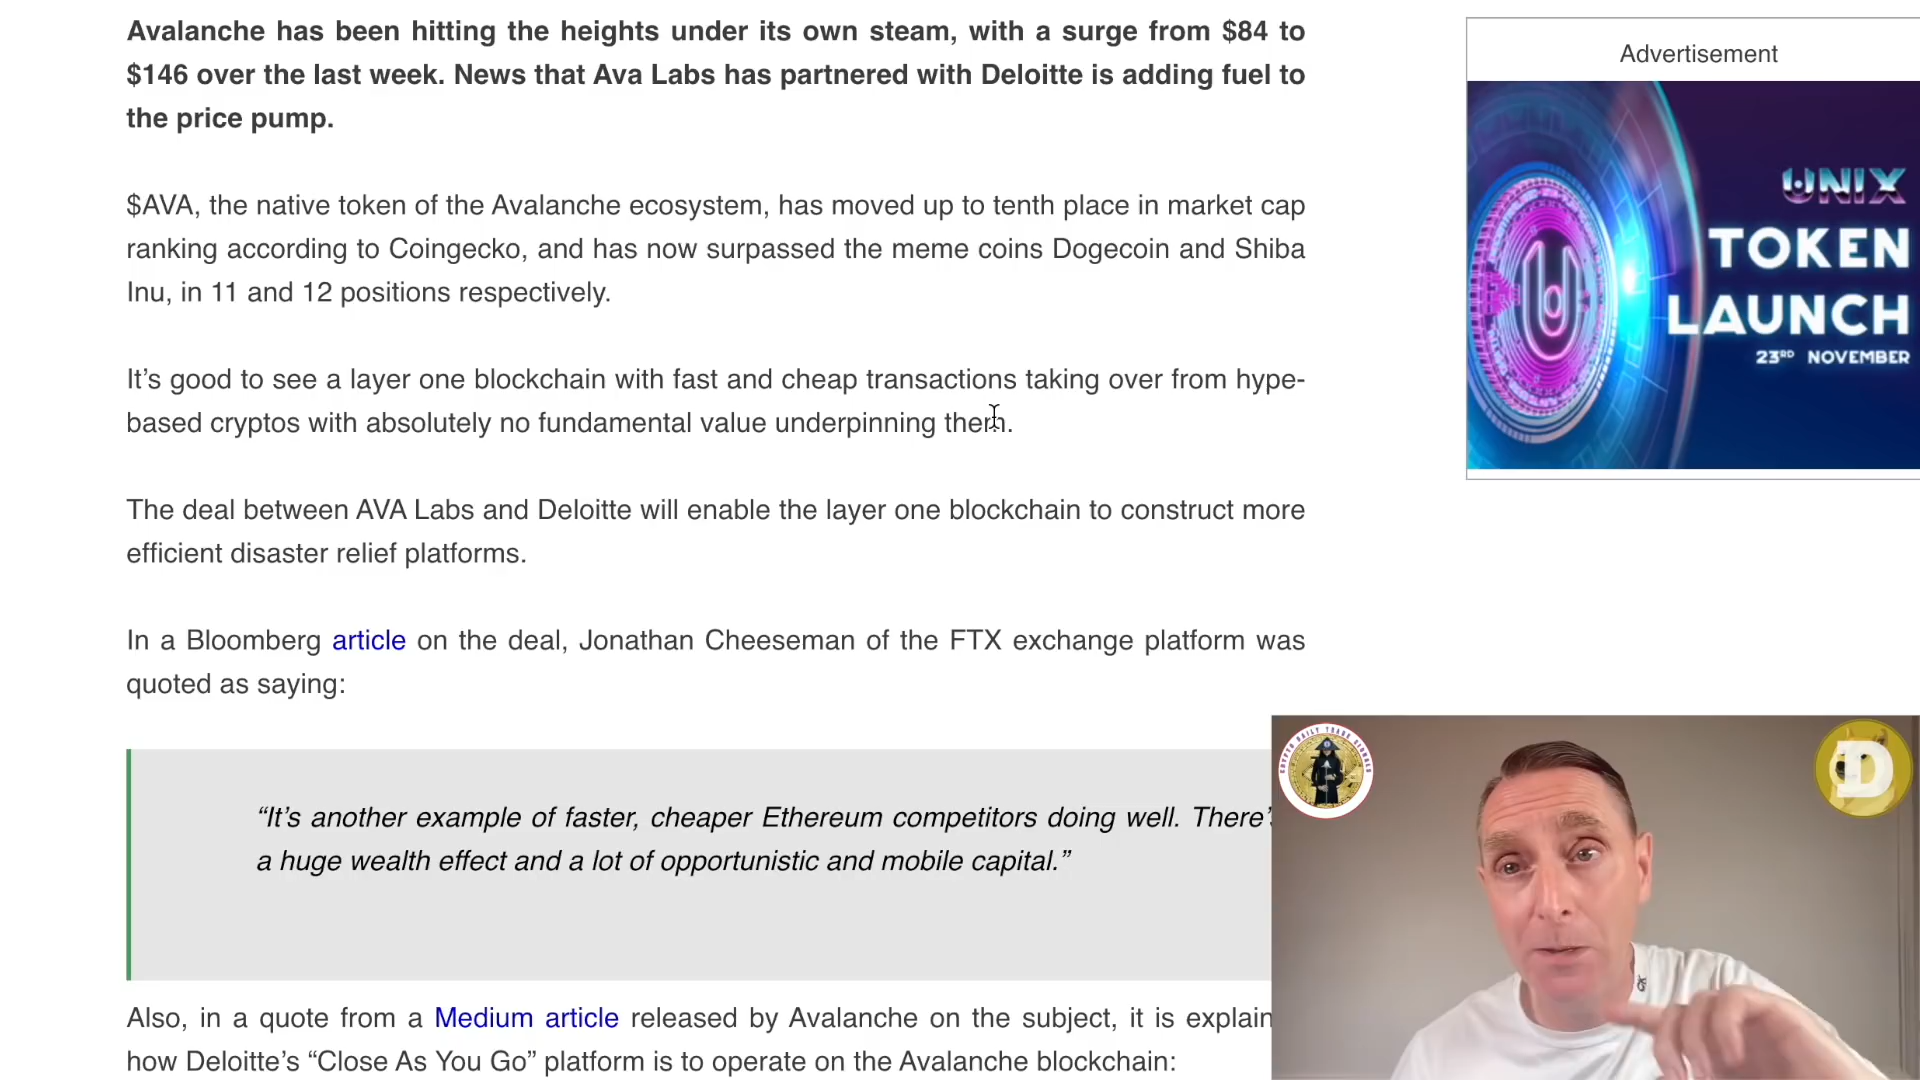 Avalanche has been hitting the heights under its own steam, with a surge from $84 to
$146 over the last week. News that Ava Labs has partnered with Deloitte is adding fuel to
the price pump.
$AVA, the native token of the Avalanche ecosystem, has moved up to tenth place in market cap
ranking according to Coingecko, and has now surpassed the meme coins Dogecoin and Shiba
Inu, in 11 and 12 positions respectively.
It’s good to see a layer one blockchain with fast and cheap transactions taking over from hype-
based cryptos with absolutely no fundamental value underpinning them.
The deal between AVA Labs and Deloitte will enable the layer one blockchain to construct more
efficient disaster relief platforms.
In a Bloomberg article on the deal, Jonathan Cheeseman of the FTX exchange platform was
quoted as saying:
“It’s another example of faster, cheaper Ethereum competitors doing well. There’s
a huge wealth effect and a lot of opportunistic and mobile capital.”
Also, in a quote from a Medium article released by Avalanche on the subject, it is explain
how Deloitte’s “Close As You Go” platform is to operate on the Avalanche blockchain:
Advertisement
UNIX
TOKEN
LAUNCH
23RD NOVEMBER
CRYPTO DAILY TRADE SIGNALS
D